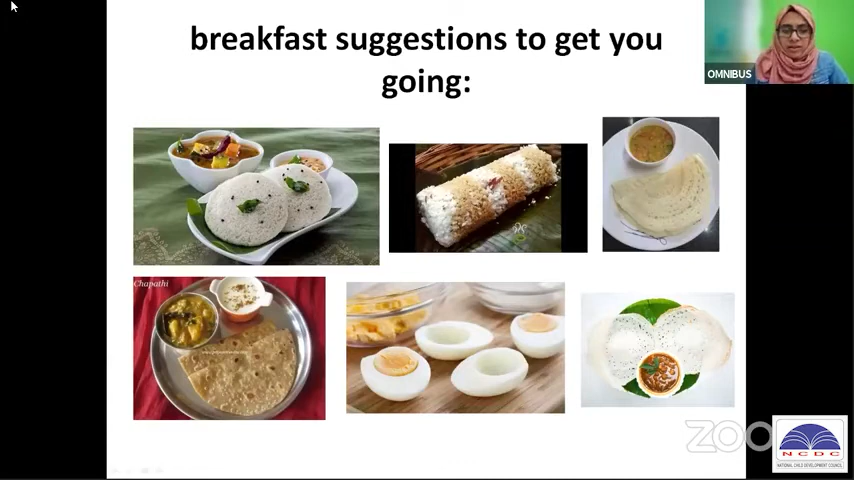 breakfast suggestions to get you
going:
OMNIBUS
Chapathi
zoo
NCDC
NATIONAL CHILD DEVELOPMENT COUNCIL